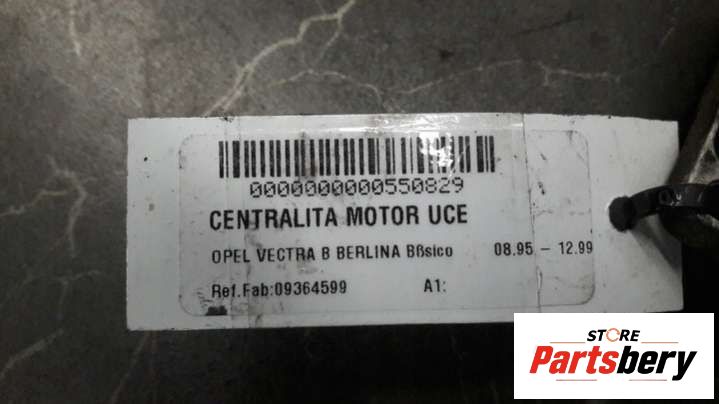 0000000000550829
CENTRALITA MOTOR UCE
OPEL VECTRA B BERLINA Bßsico 08.95 - 12.99
Ref.Fab:09364599 A1:
STORE
Partsbery